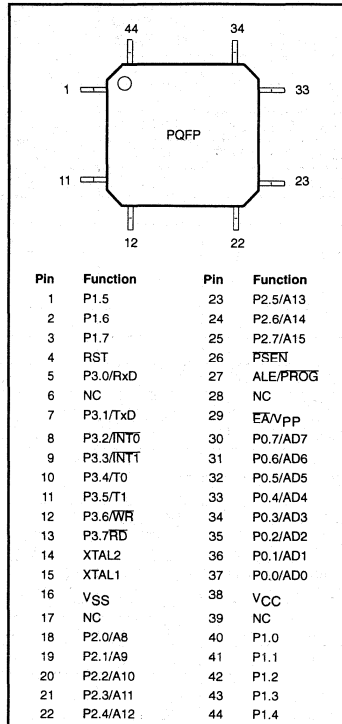 44 34
1 33
PQFP
11 23
12 22
Pin Function Pin Function
1 P1.5 23 P2.5/A13
2 P1.6 24 P2.6/A14
3 P1.7 25 P2.7/A15
4 RST 26 P̅S̅E̅N̅
5 P3.0/RxD 27 ALE/P̅R̅O̅G̅
6 NC 28 NC
7 P3.1/TxD 29 E̅A̅/VPP
8 P3.2/I̅N̅T̅0̅ 30 P0.7/AD7
9 P3.3/I̅N̅T̅1̅ 31 P0.6/AD6
10 P3.4/T0 32 P0.5/AD5
11 P3.5/T1 33 P0.4/AD4
12 P3.6/W̅R̅ 34 P0.3/AD3
13 P3.7R̅D̅ 35 P0.2/AD2
14 XTAL2 36 P0.1/AD1
15 XTAL1 37 P0.0/AD0
16 VSS 38 VCC
17 NC 39 NC
18 P2.0/A8 40 P1.0
19 P2.1/A9 41 P1.1
20 P2.2/A10 42 P1.2
21 P2.3/A11 43 P1.3
22 P2.4/A12 44 P1.4